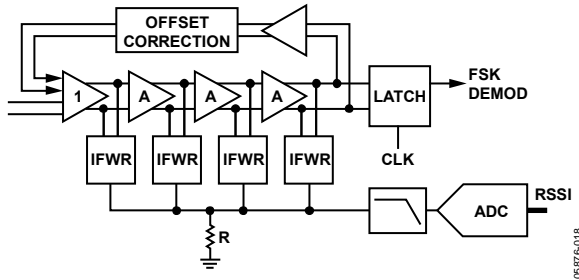 OFFSET
CORRECTION
1
A
A
A
LATCH
FSK
DEMOD
IFWR
IFWR
IFWR
IFWR
CLK
R
ADC
RSSI
05876-018